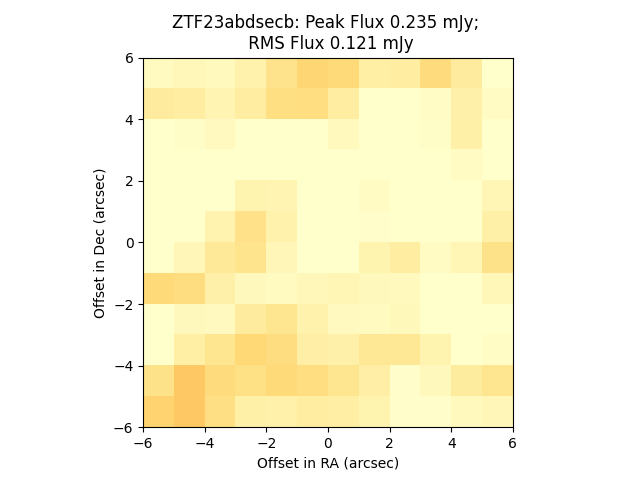 ZTF23abdsecb: Peak Flux 0.235 mJy;
RMS Flux 0.121 mJy
6
4
2
0
−2
−4
−6
Offset in Dec (arcsec)
−6 −4 −2 0 2 4 6
Offset in RA (arcsec)